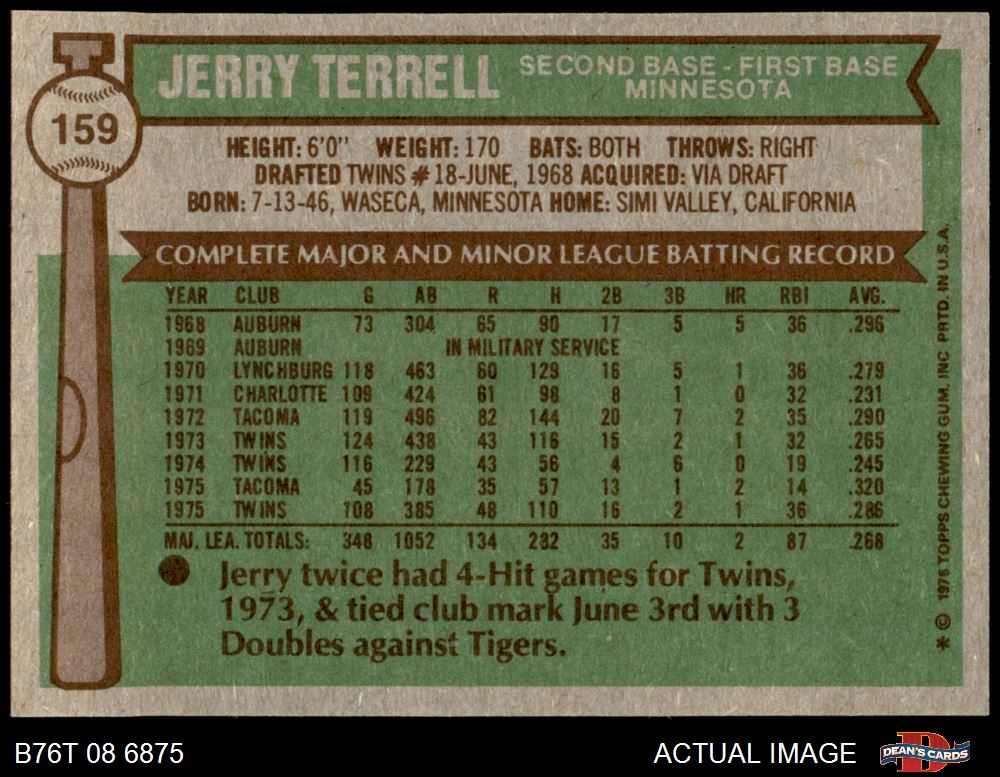 JERRY TERRELL
SECOND BASE - FIRST BASE
MINNESOTA
159
HEIGHT: 6'0" WEIGHT: 170 BATS: BOTH THROWS: RIGHT
DRAFTED TWINS #18-JUNE, 1968 ACQUIRED: VIA DRAFT
BORN: 7-13-46, WASECA, MINNESOTA HOME: SIMI VALLEY, CALIFORNIA
COMPLETE MAJOR AND MINOR LEAGUE BATTING RECORD
YEAR CLUB G AB R H 2B 3B HR RBI AVG.
1968 AUBURN 73 304 65 90 17 5 5 36 .296
1969 AUBURN IN MILITARY SERVICE
1970 LYNCHBURG 118 463 60 129 16 5 1 36 .279
1971 CHARLOTTE 109 424 61 98 8 1 0 32 .231
1972 TACOMA 119 496 82 144 20 7 2 35 .290
1973 TWINS 124 438 43 116 15 2 1 32 .265
1974 TWINS 116 229 43 56 4 6 0 19 .245
1975 TACOMA 45 178 35 57 13 1 2 14 .320
1975 TWINS 108 385 48 110 16 2 1 36 .286
MAJ. LEA. TOTALS: 348 1052 134 282 35 10 2 87 .268
Jerry twice had 4-Hit games for Twins,
1973, & tied club mark June 3rd with 3
Doubles against Tigers.
* © 1976 TOPPS CHEWING GUM, INC PRTD. IN U.S.A.
B76T 08 6875
ACTUAL IMAGE
DEAN'S CARDS